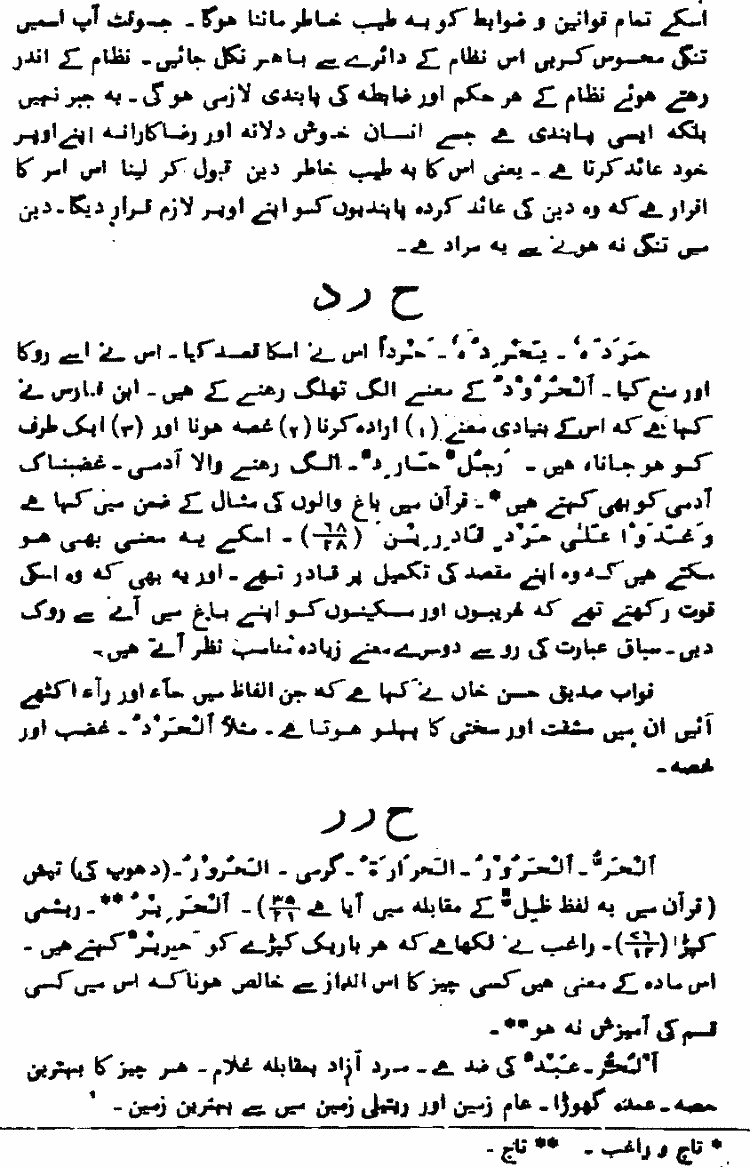 اسکے تمام قوانین و ضوابط کو بہ طیب خاطر ماننا ہوگا۔ جسوقت آپ اسمیں
تنگی محسوس کریں اس نظام کے دائرے سے باہر نکل جائیں۔ نظام کے اندر
رہتے ہوئے نظام کے ہر حکم اور ضابطہ کی پابندی لازمی ہوگی۔ یہ جبر نہیں
بلکہ ایسی پابندی ہے جسے انسان خوش دلانہ اور رضاکارانہ اپنے اوپر
خود عائد کرتا ہے۔ یعنی اس کا بہ طیب خاطر دین قبول کر لینا اس امر کا
اقرار ہے کہ وہ دین کی عائد کردہ پابندیوں کو اپنے اوپر لازم قرار دیگا۔ دین
میں تنگی نہ ہونے سے یہ مراد ہے۔
ح ر د
حَرَدَہٗ۔ یَحْرِدُہٗ۔ حَرْداً اس نے اسکا قصد کیا۔ اس نے اسے روکا
اور منع کیا۔ اَلْحُرُوْدُ کے معنے الگ تھلگ رہنے کے ہیں۔ ابن فارس نے
کہا ہے کہ اس کے بنیادی معنے (۱) ارادہ کرنا (۲) غصہ ہونا اور (۳) ایک طرف
کو ہو جانا، ہیں۔ رَجُلٌ حَارِدٌ۔ الگ رہنے والا آدمی۔ غضبناک
آدمی کو بھی کہتے ہیں*۔ قرآن میں باغ والوں کی مثال کے ضمن میں کہا ہے
وَغَدَوْا عَلٰی حَرْدٍ قَادِرِیْنَ (۶۸/۲۸)۔ اسکے یہ معنی بھی ہو
سکتے ہیں کہ وہ اپنے مقصد کی تکمیل پر قادر تھے۔ اور یہ بھی کہ وہ اسکی
قوت رکھتے تھے کہ غریبوں اور مسکینوں کو اپنے باغ میں آنے سے روک
دیں۔ سیاق عبارت کی رو سے دوسرے معنے زیادہ مناسب نظر آتے ہیں۔
نواب صدیق حسن خاں نے کہا ہے کہ جن الفاظ میں حآء اور رآء اکٹھے
آئیں ان میں مشقت اور سختی کا پہلو ہوتا ہے۔ مثلاً اَلْحَرْدُ۔ غضب اور
غصہ۔
ح ر ر
اَلْحَرُّ۔ اَلْحَرُوْرُ۔ اَلْحَرَارَۃُ۔ گرمی۔ اَلْحَرُوْرُ۔ (دھوپ کی) تپش
(قرآن میں یہ لفظ ظِلٌّ کے مقابلہ میں آیا ہے ۳۵/۲۱)۔ اَلْحَرِیْرُ**۔ ریشمی
کپڑا (۷۶/۱۲)۔ راغب نے لکھا ہے کہ ہر باریک کپڑے کو حَرِیْرٌ کہتے ہیں۔
اس مادہ کے معنی ہیں کسی چیز کا اس انداز سے خالص ہونا کہ اس میں کسی
قسم کی آمیزش نہ ہو**۔
اَلْحُرُّ۔ عَبْدٌ کی ضد ہے۔ مرد آزاد بمقابلہ غلام۔ ہر چیز کا بہترین
حصہ۔ عمدہ گھوڑا۔ عام زمین اور ریتیلی زمین میں سے بہترین زمین۔
* تاج و راغب۔ ** تاج۔